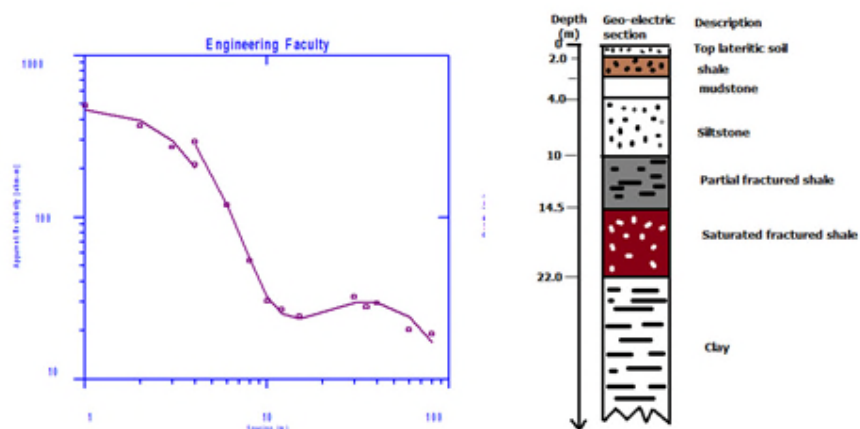 Engineering Faculty
1000
100
10
1
10
100
Depth
(m)
Geo-electric
section
Description
0
2.0
4.0
10
14.5
22.0
Top lateritic soil
shale
mudstone
Siltstone
Partial fractured shale
Saturated fractured shale
Clay